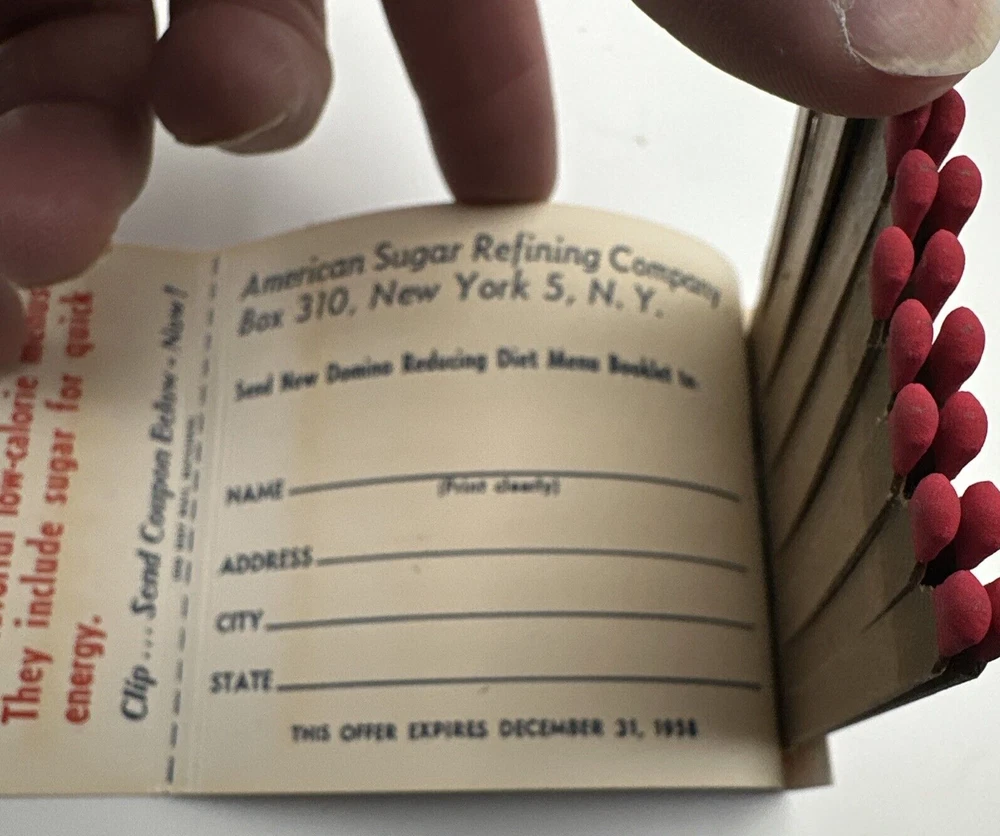 low-calorie menus
They include sugar for quick
energy.
Clip... Send Coupon Below - Now!
American Sugar Refining Company
Box 310, New York 5, N. Y.
Send New Domino Reducing Diet Menu Booklet to:
NAME
(Print clearly)
ADDRESS
CITY
STATE
THIS OFFER EXPIRES DECEMBER 31, 1958